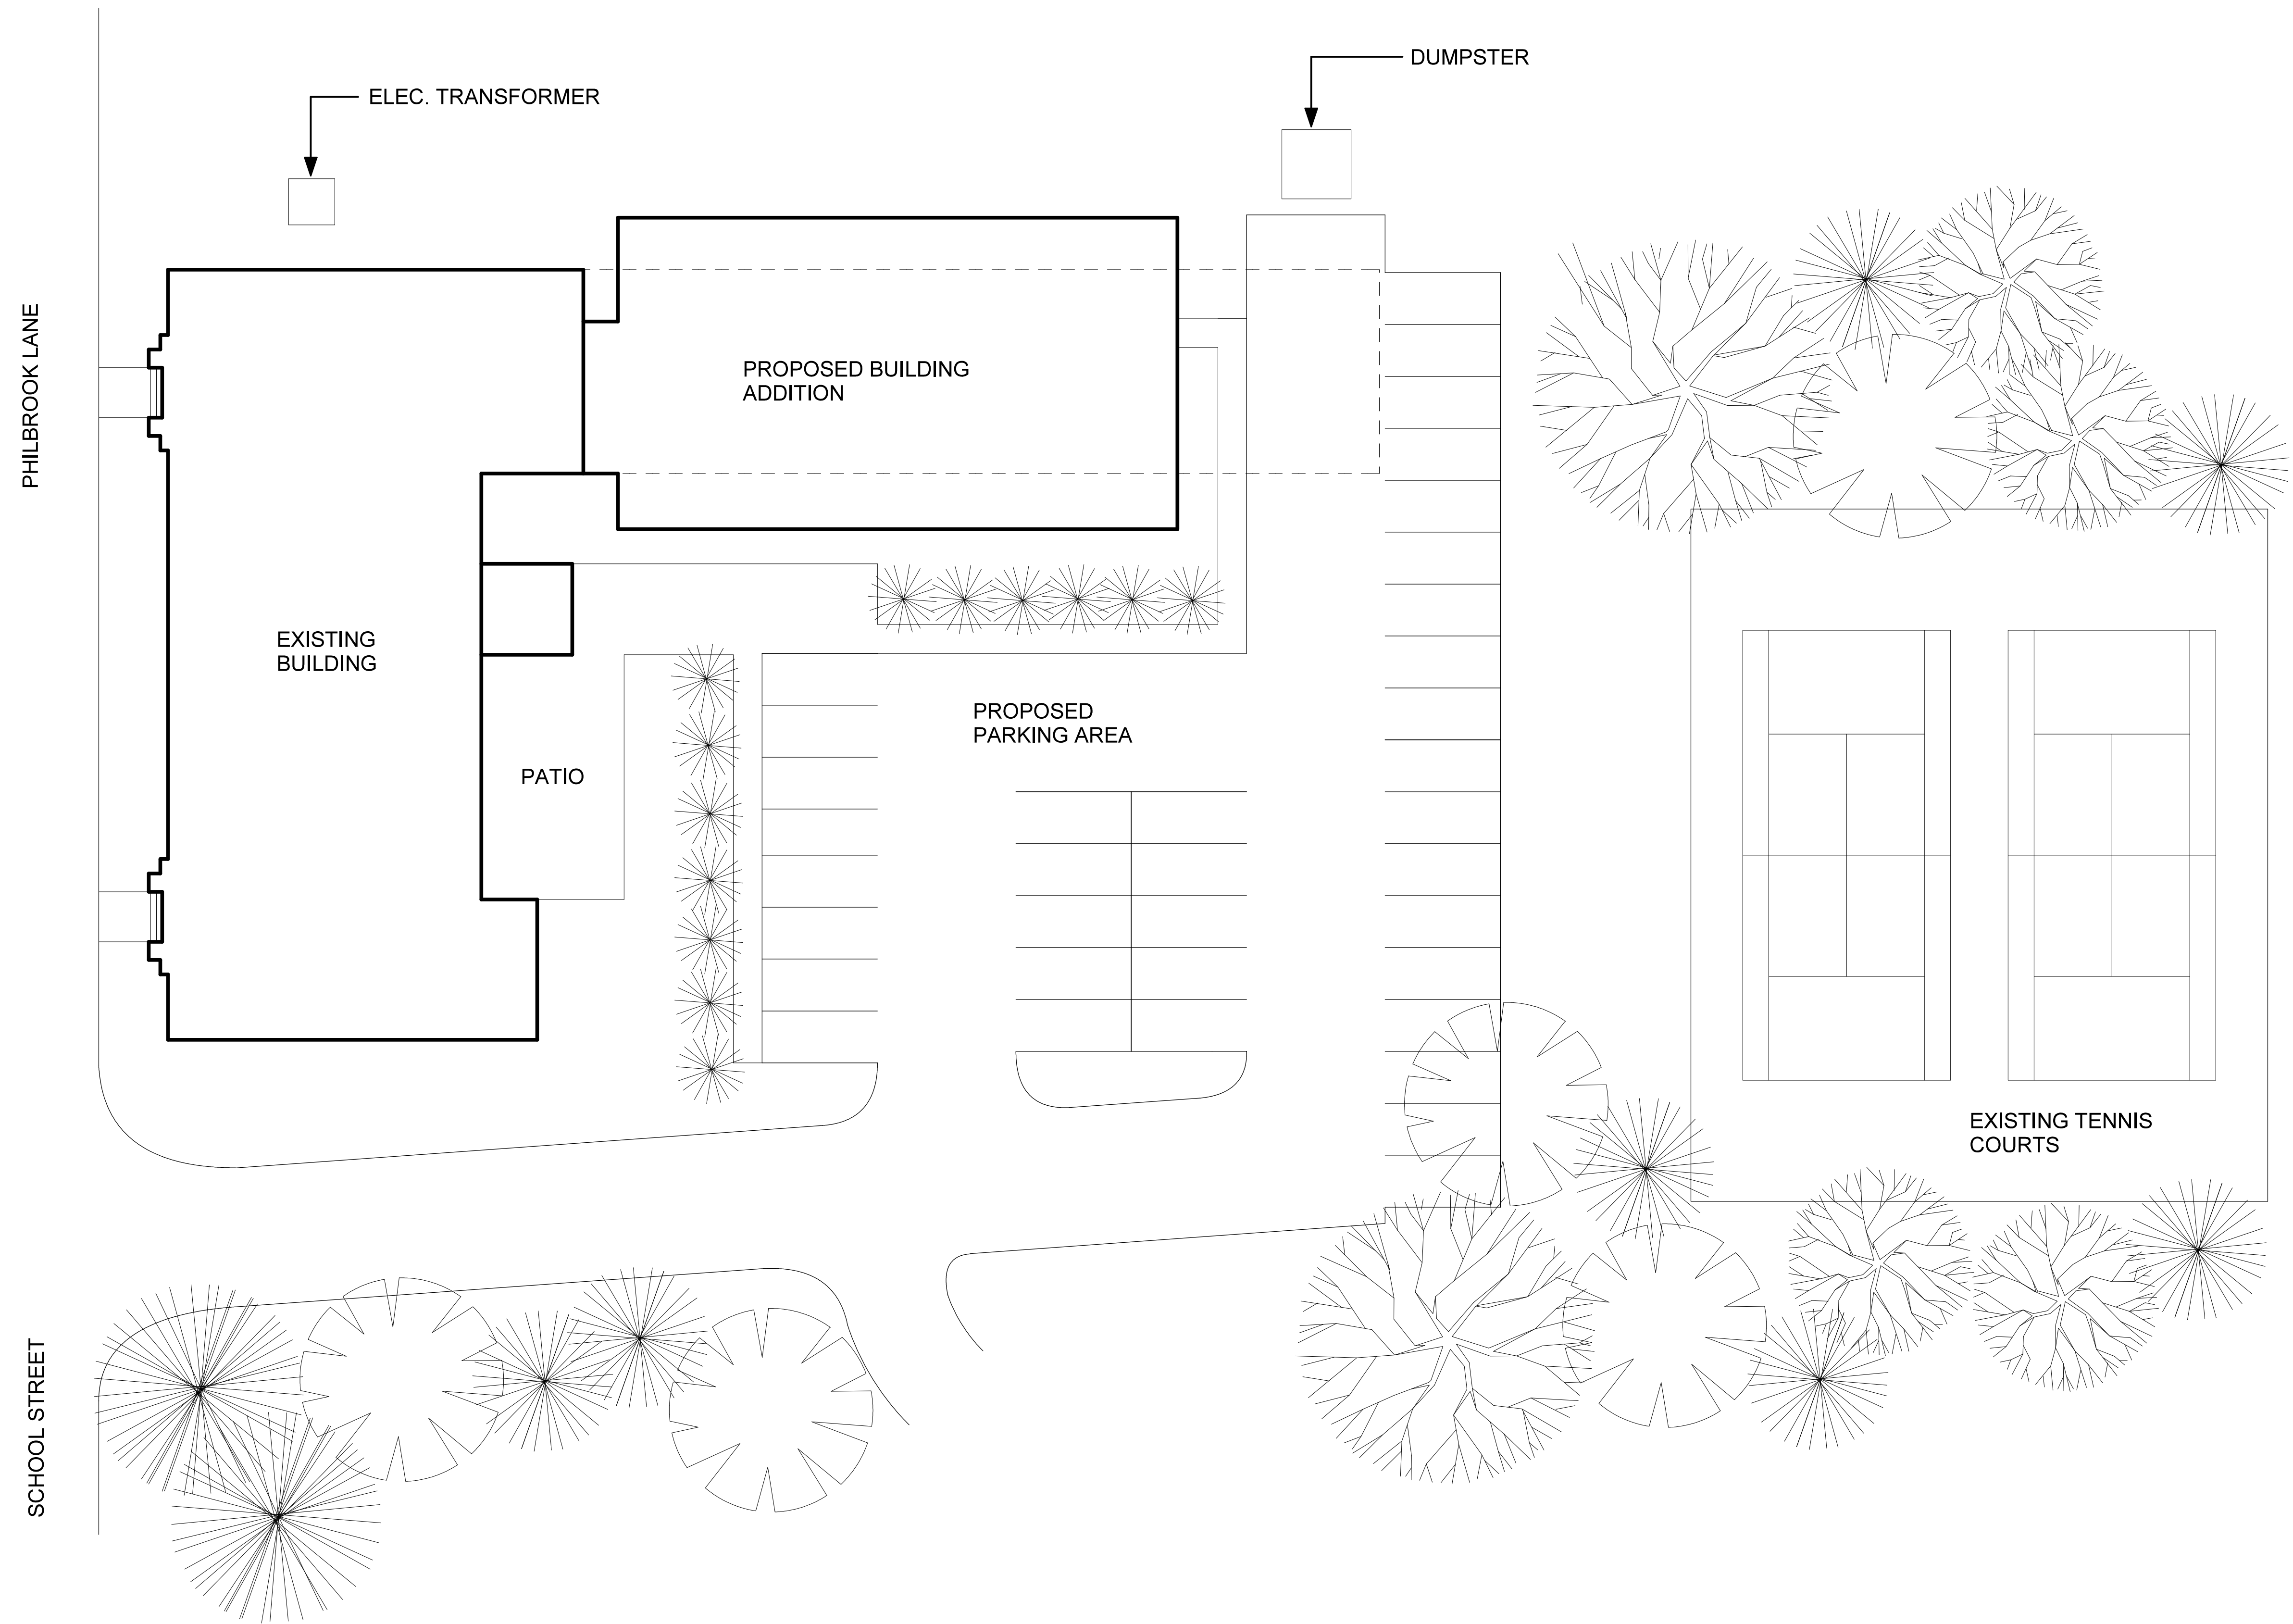 DUMPSTER
ELEC. TRANSFORMER
PHILBROOK LANE
PROPOSED BUILDING
ADDITION
EXISTING
BUILDING
PROPOSED
PARKING AREA
PATIO
EXISTING TENNIS
COURTS
SCHOOL STREET